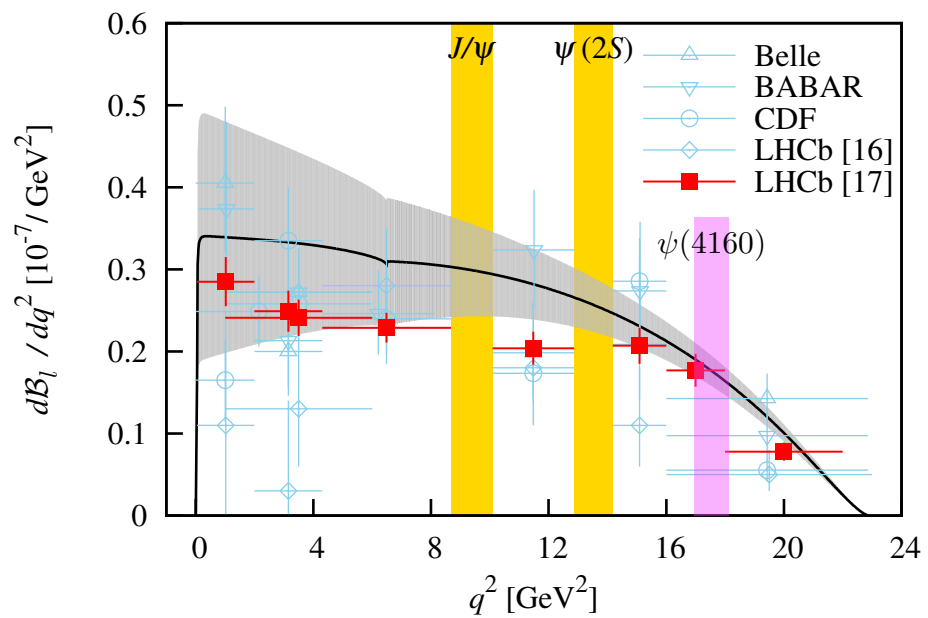 dℬ_l / dq² [10⁻⁷/ GeV²]
0.6
0.5
0.4
0.3
0.2
0.1
0
J/ψ
ψ (2S)
ψ(4160)
Belle
BABAR
CDF
LHCb [16]
LHCb [17]
0 4 8 12 16 20 24
q² [GeV²]